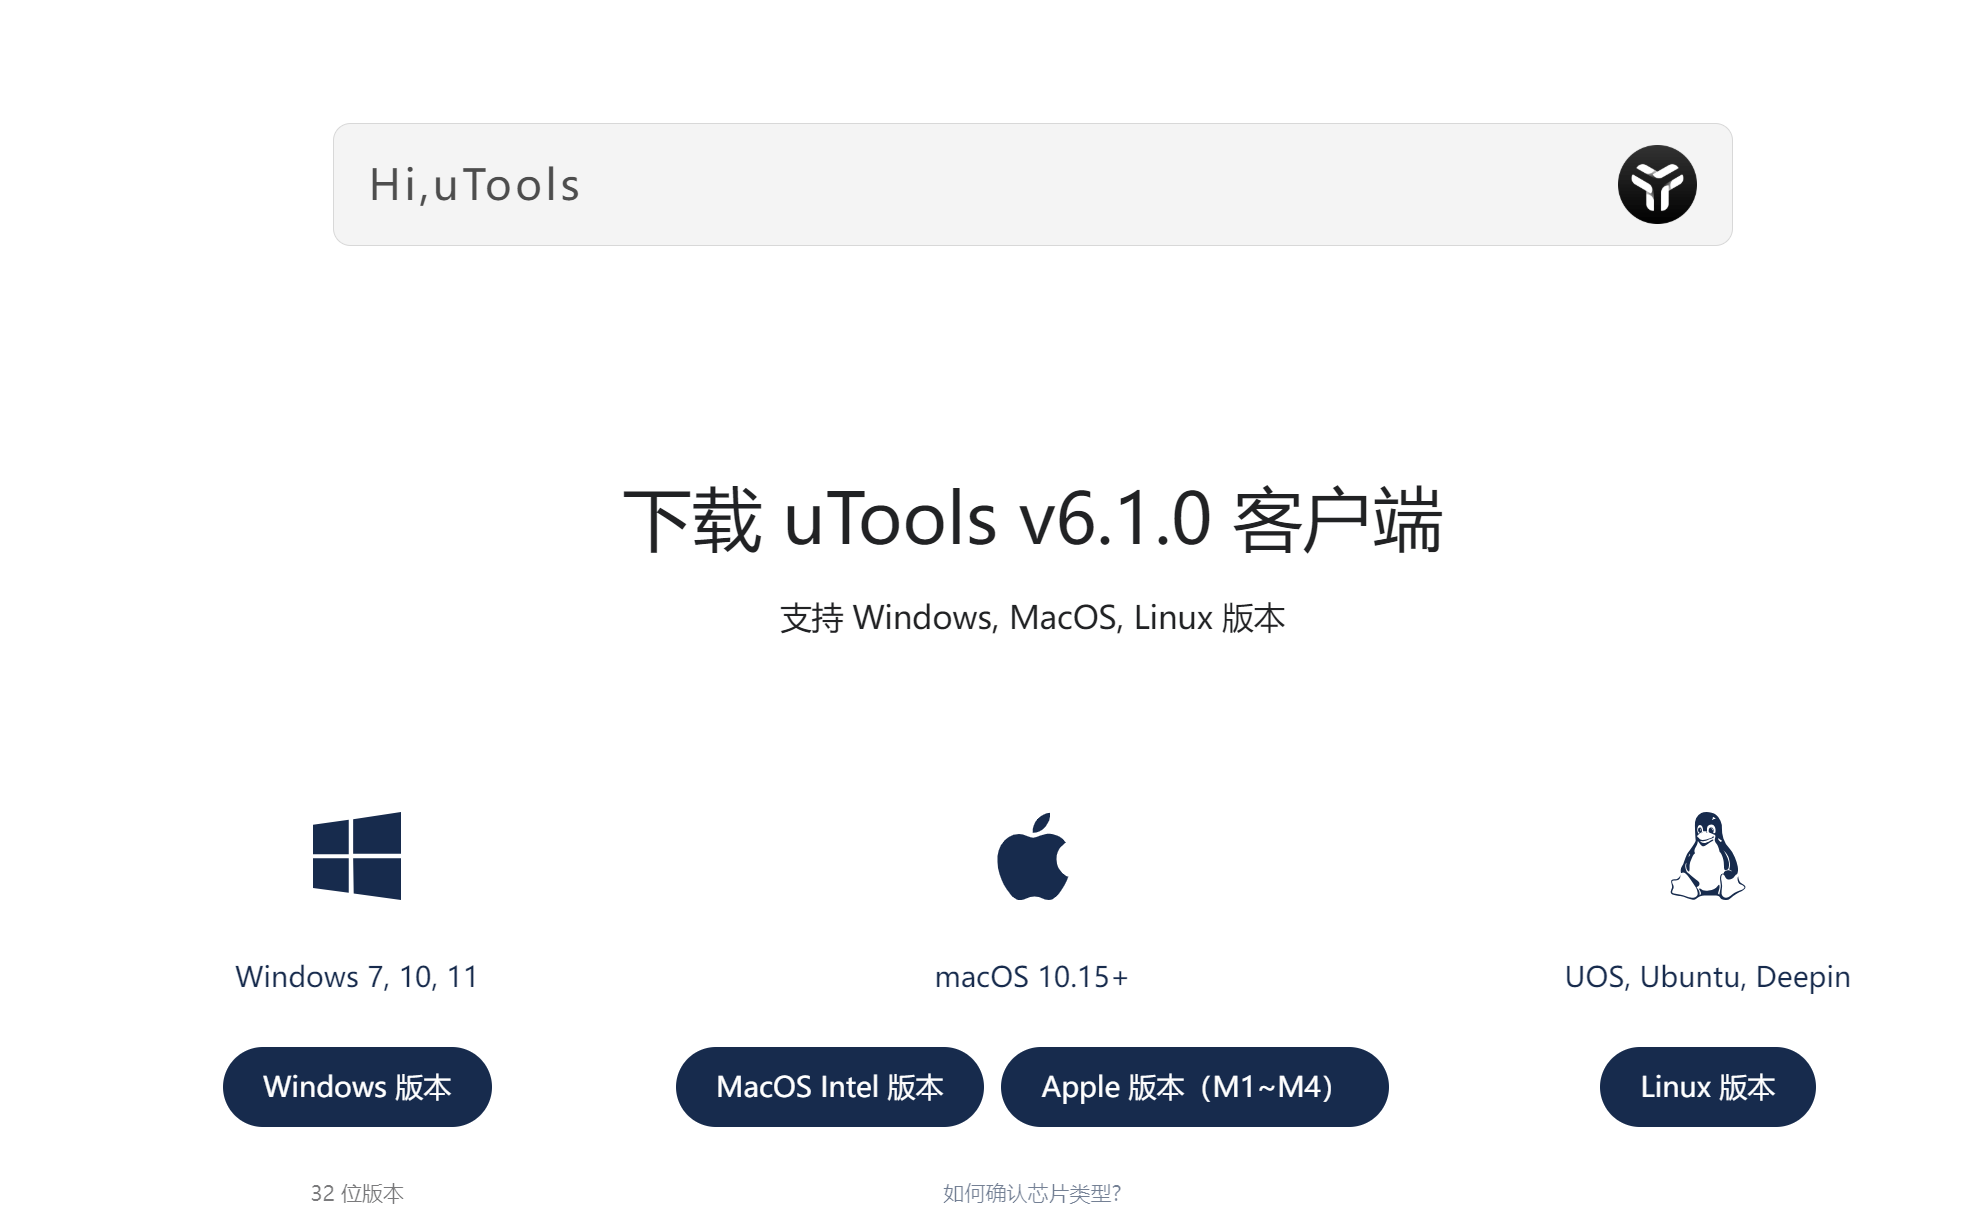 Hi,uTools
下载 uTools v6.1.0 客户端
支持 Windows, MacOS, Linux 版本
Windows 7, 10, 11
macOS 10.15+
UOS, Ubuntu, Deepin
Windows 版本
MacOS Intel 版本
Apple 版本（M1~M4）
Linux 版本
32 位版本
如何确认芯片类型?